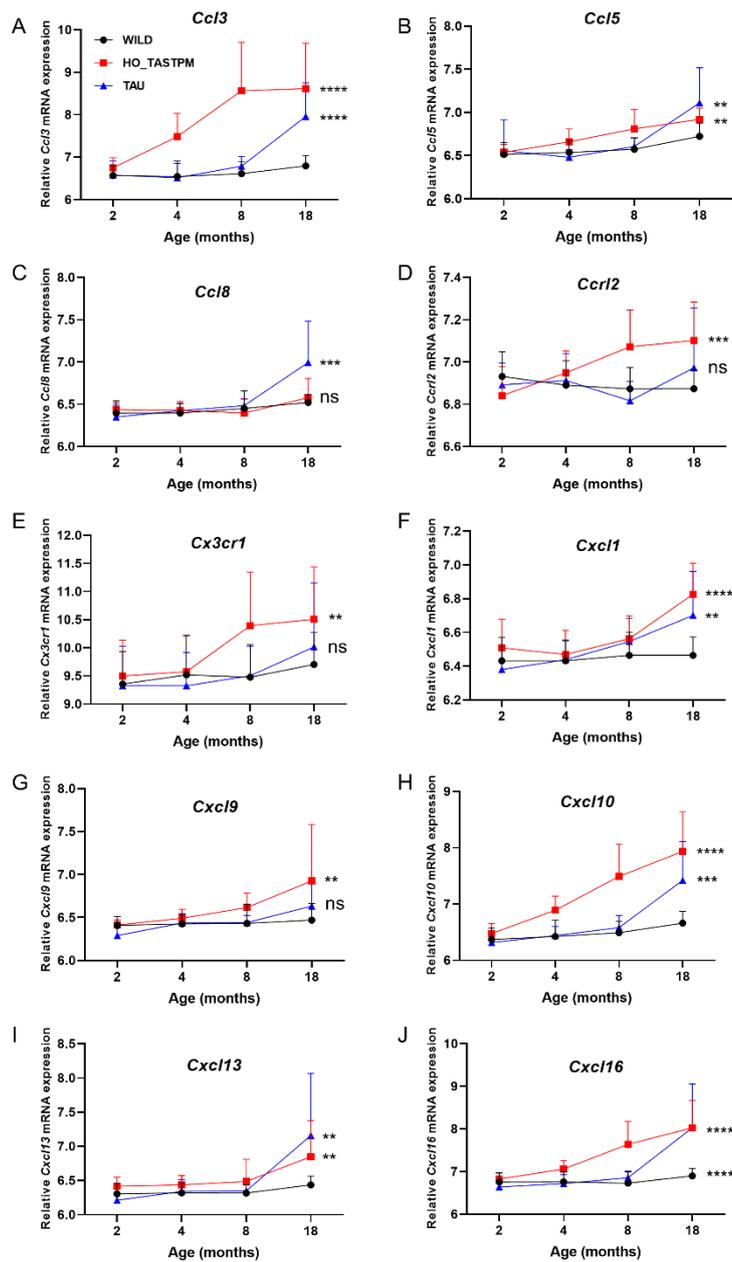 A
Ccl3
Relative Ccl3 mRNA expression
10
8
7
6
WILD
HO_TASTPM
TAU
****
****
2 4 8 18
Age (months)
B
Ccl5
Relative Ccl5 mRNA expression
8.0
7.0
6.5
6.0
**
**
2 4 8 18
Age (months)
C
Ccl8
Relative Ccl8 mRNA expression
8.0
7.5
7.0
6.5
6.0
***
ns
2 4 8 18
Age (months)
D
Ccrl2
Relative Ccrl2 mRNA expression
7.4
7.2
7.0
6.8
6.6
***
ns
2 4 8 18
Age (months)
E
Cx3cr1
Relative Cx3cr1 mRNA expression
12.0
11.5
11.0
10.5
10.0
9.5
9.0
**
ns
2 4 8 18
Age (months)
F
Cxcl1
Relative Cxcl1 mRNA expression
7.2
7.0
6.8
6.6
6.4
6.2
****
**
2 4 8 18
Age (months)
G
Cxcl9
Relative Cxcl9 mRNA expression
8.0
7.5
7.0
6.5
6.0
**
ns
2 4 8 18
Age (months)
H
Cxcl10
Relative Cxcl10 mRNA expression
9
8
7
6
****
***
2 4 8 18
Age (months)
I
Cxcl13
Relative Cxcl13 mRNA expression
8.5
8.0
7.5
7.0
6.5
6.0
**
**
2 4 8 18
Age (months)
J
Cxcl16
Relative Cxcl16 mRNA expression
10
9
8
7
6
****
****
2 4 8 18
Age (months)